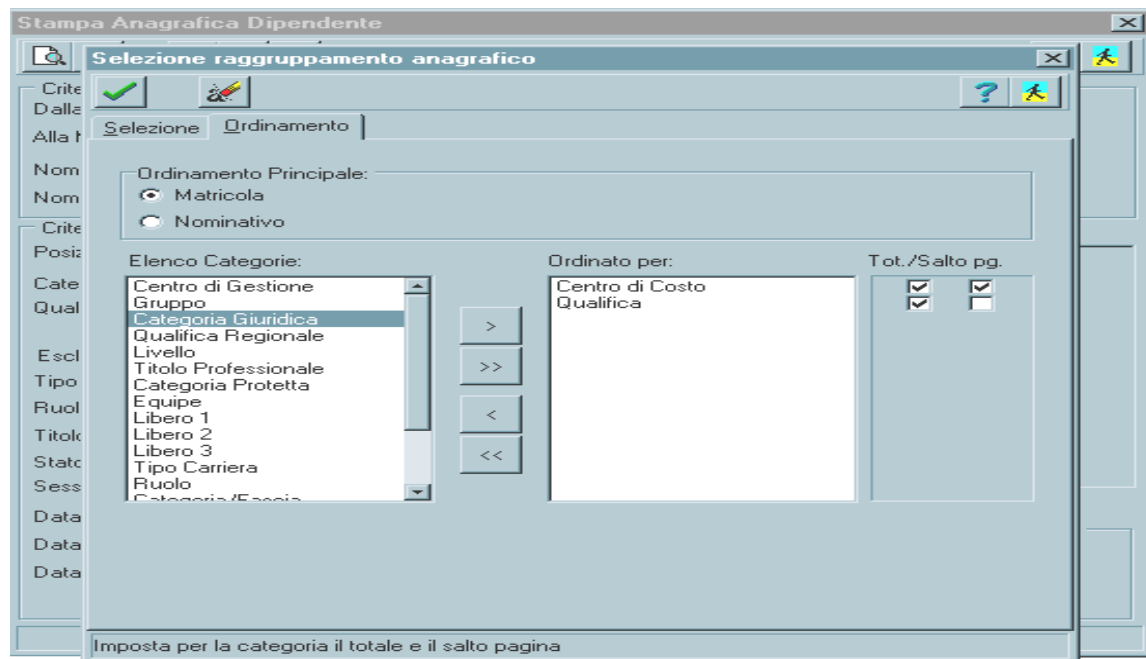 Stampa Anagrafica Dipendente
Selezione raggruppamento anagrafico
Selezione
Ordinamento
Crite
Dalla
Alla
Nom
Nom
Crite
Posiz
Cate
Qual
Escl
Tipo
Ruol
Titolo
Stato
Sess
Data
Data
Data
Ordinamento Principale:
Matricola
Nominativo
Elenco Categorie:
Ordinato per:
Tot./Salto pg.
Centro di Gestione
Gruppo
Categoria Giuridica
Qualifica Regionale
Livello
Titolo Professionale
Categoria Protetta
Equipe
Libero 1
Libero 2
Libero 3
Tipo Carriera
Ruolo
Categoria/Fascia
>
>>
<
<<
Centro di Costo
Qualifica
Imposta per la categoria il totale e il salto pagina